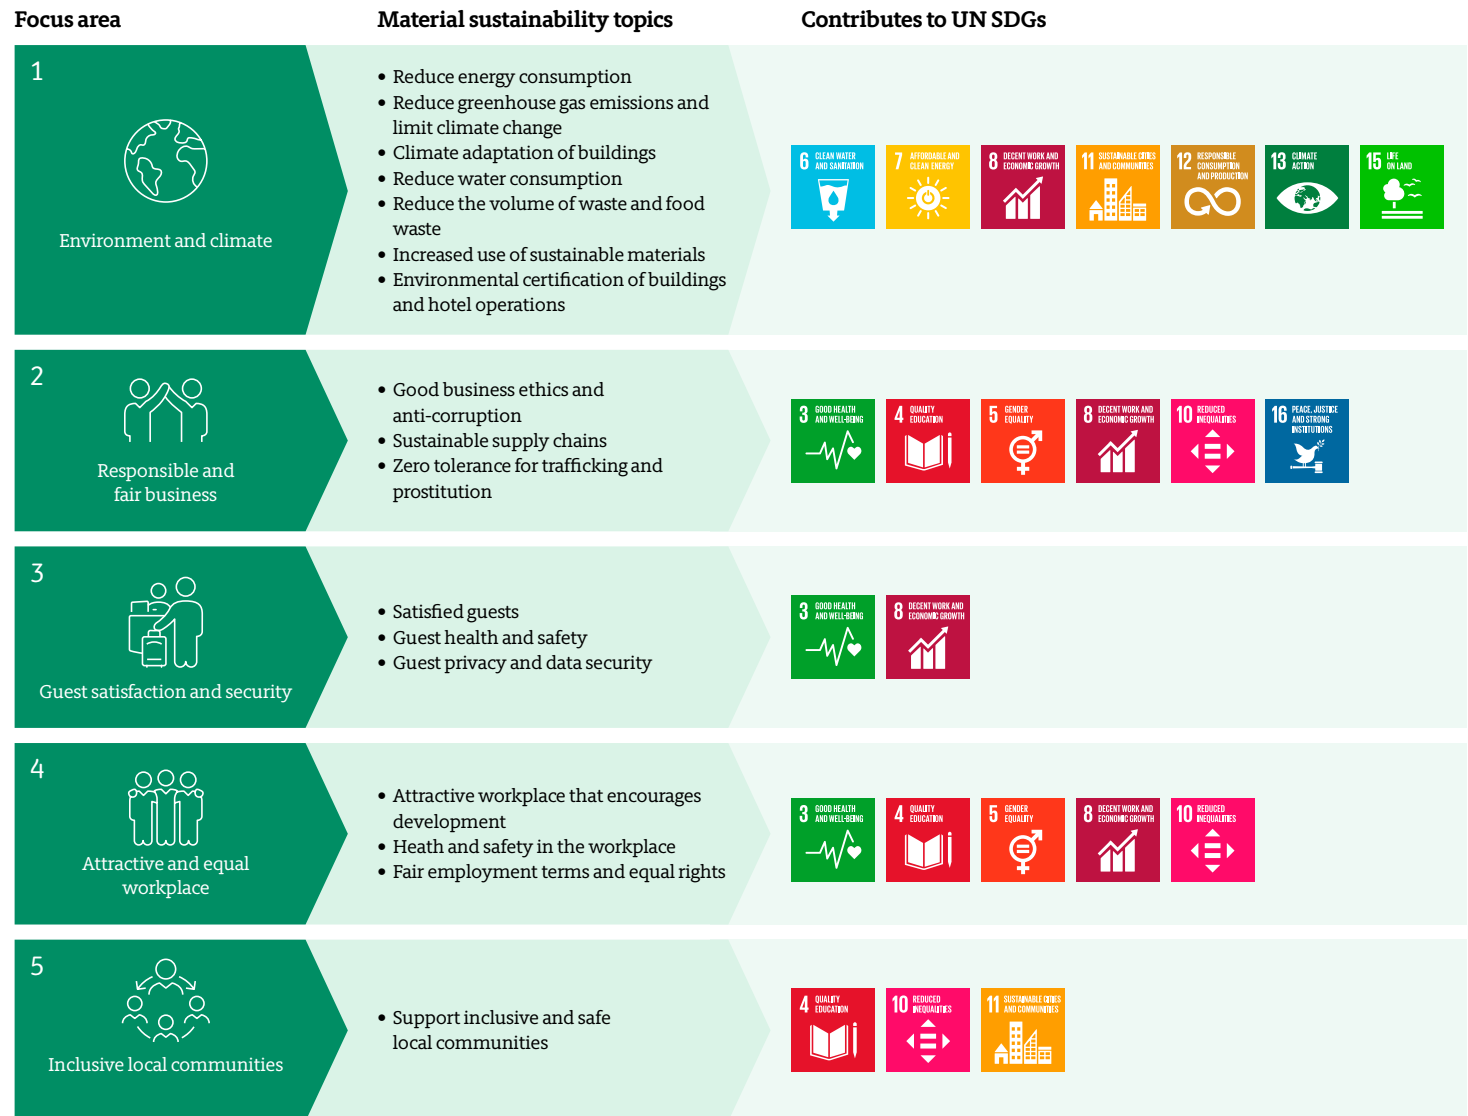 Focus area
Material sustainability topics
Contributes to UN SDGs
1
Environment and climate
• Reduce energy consumption
• Reduce greenhouse gas emissions and
limit climate change
• Climate adaptation of buildings
• Reduce water consumption
• Reduce the volume of waste and food
waste
• Increased use of sustainable materials
• Environmental certification of buildings
and hotel operations
6 CLEAN WATER
AND SANITATION
7 AFFORDABLE AND
CLEAN ENERGY
8 DECENT WORK AND
ECONOMIC GROWTH
11 SUSTAINABLE CITIES
AND COMMUNITIES
12 RESPONSIBLE
CONSUMPTION
AND PRODUCTION
13 CLIMATE
ACTION
15 LIFE
ON LAND
2
Responsible and
fair business
• Good business ethics and
anti-corruption
• Sustainable supply chains
• Zero tolerance for trafficking and
prostitution
3 GOOD HEALTH
AND WELL-BEING
4 QUALITY
EDUCATION
5 GENDER
EQUALITY
8 DECENT WORK AND
ECONOMIC GROWTH
10 REDUCED
INEQUALITIES
16 PEACE, JUSTICE
AND STRONG
INSTITUTIONS
3
Guest satisfaction and security
• Satisfied guests
• Guest health and safety
• Guest privacy and data security
3 GOOD HEALTH
AND WELL-BEING
8 DECENT WORK AND
ECONOMIC GROWTH
4
Attractive and equal
workplace
• Attractive workplace that encourages
development
• Heath and safety in the workplace
• Fair employment terms and equal rights
3 GOOD HEALTH
AND WELL-BEING
4 QUALITY
EDUCATION
5 GENDER
EQUALITY
8 DECENT WORK AND
ECONOMIC GROWTH
10 REDUCED
INEQUALITIES
5
Inclusive local communities
• Support inclusive and safe
local communities
4 QUALITY
EDUCATION
10 REDUCED
INEQUALITIES
11 SUSTAINABLE CITIES
AND COMMUNITIES